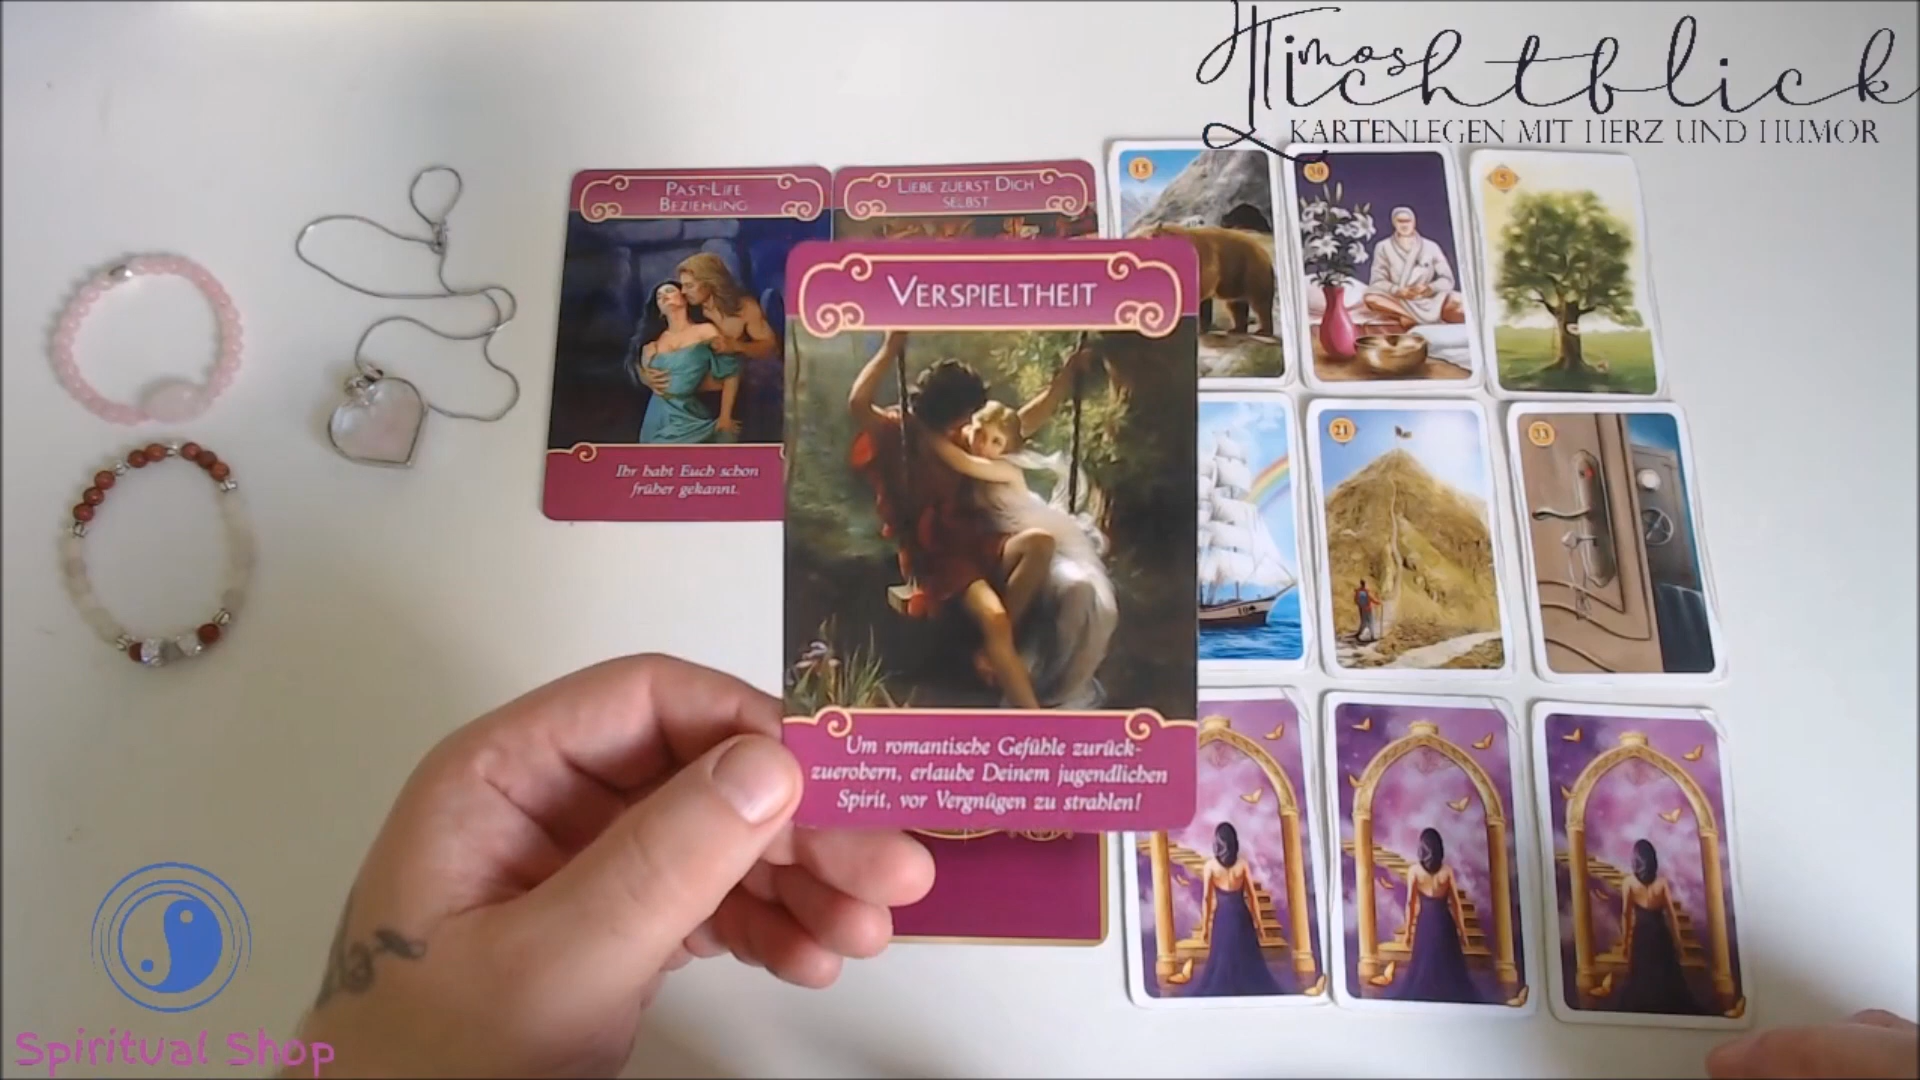 Timos
Lichtblick
KARTENLEGEN MIT HERZ UND HUMOR
PAST-LIFE
BEZIEHUNG
Ihr habt Euch schon
früher gekannt.
LIEBE ZUERST DICH
SELBST
VERSPIELTHEIT
Um romantische Gefühle zurück-
zuerobern, erlaube Deinem jugendlichen
Spirit, vor Vergnügen zu strahlen!
15
30
5
21
33
Spiritual Shop